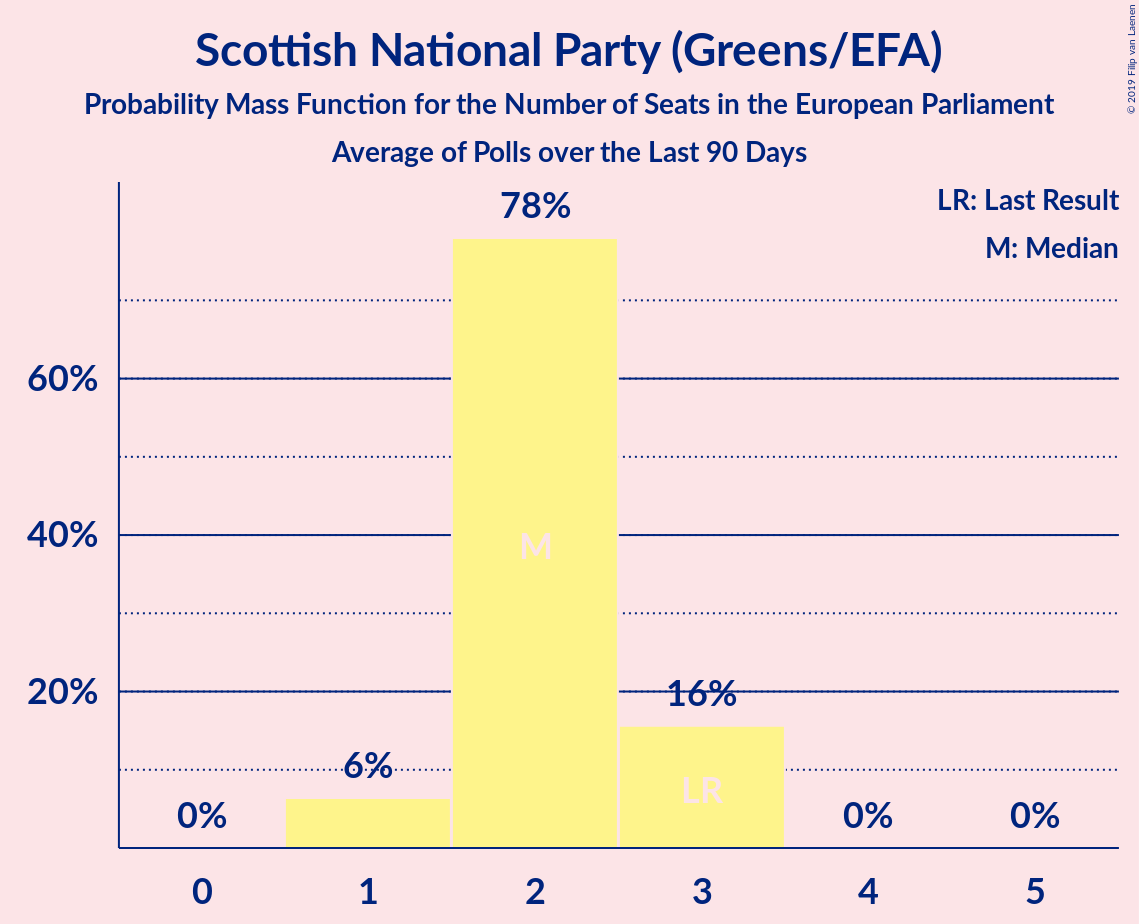 Scottish National Party (Greens/EFA)
Probability Mass Function for the Number of Seats in the European Parliament
Average of Polls over the Last 90 Days
© 2019 Filip van Laenen
LR: Last Result
M: Median
78%
60%
40%
20%
M
16%
LR
6%
0%
0%
0%
0 1 2 3 4 5